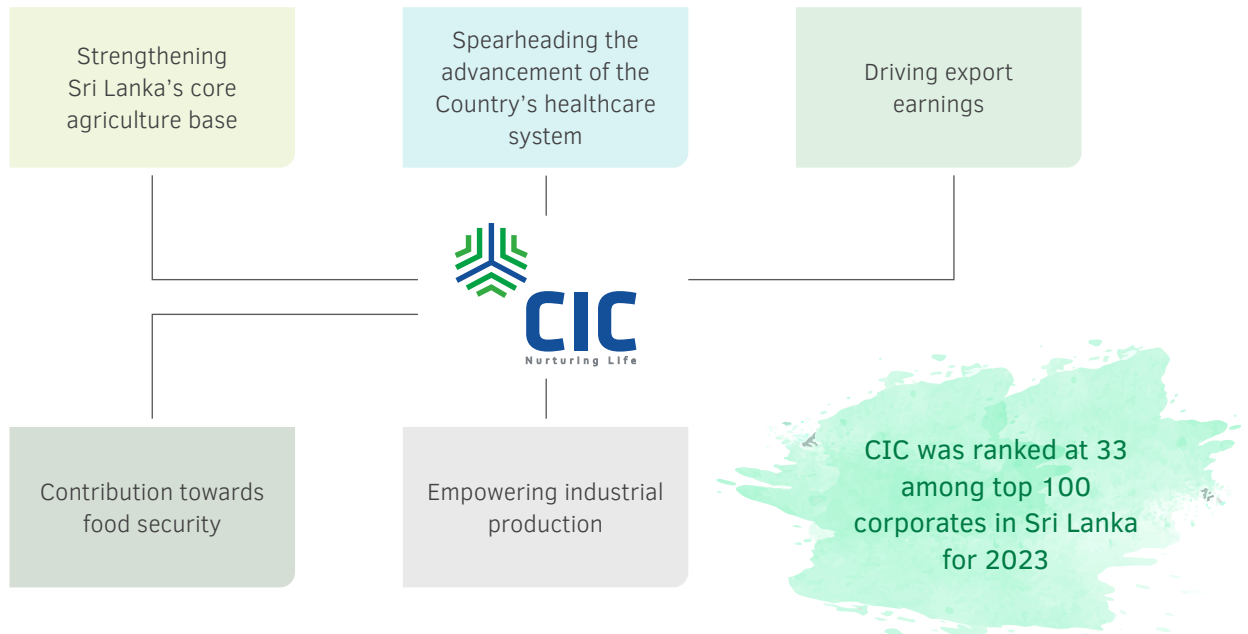 Strengthening
Sri Lanka’s core
agriculture base
Spearheading the
advancement of the
Country’s healthcare
system
Driving export
earnings
CIC
Nurturing Life
Contribution towards
food security
Empowering industrial
production
CIC was ranked at 33
among top 100
corporates in Sri Lanka
for 2023